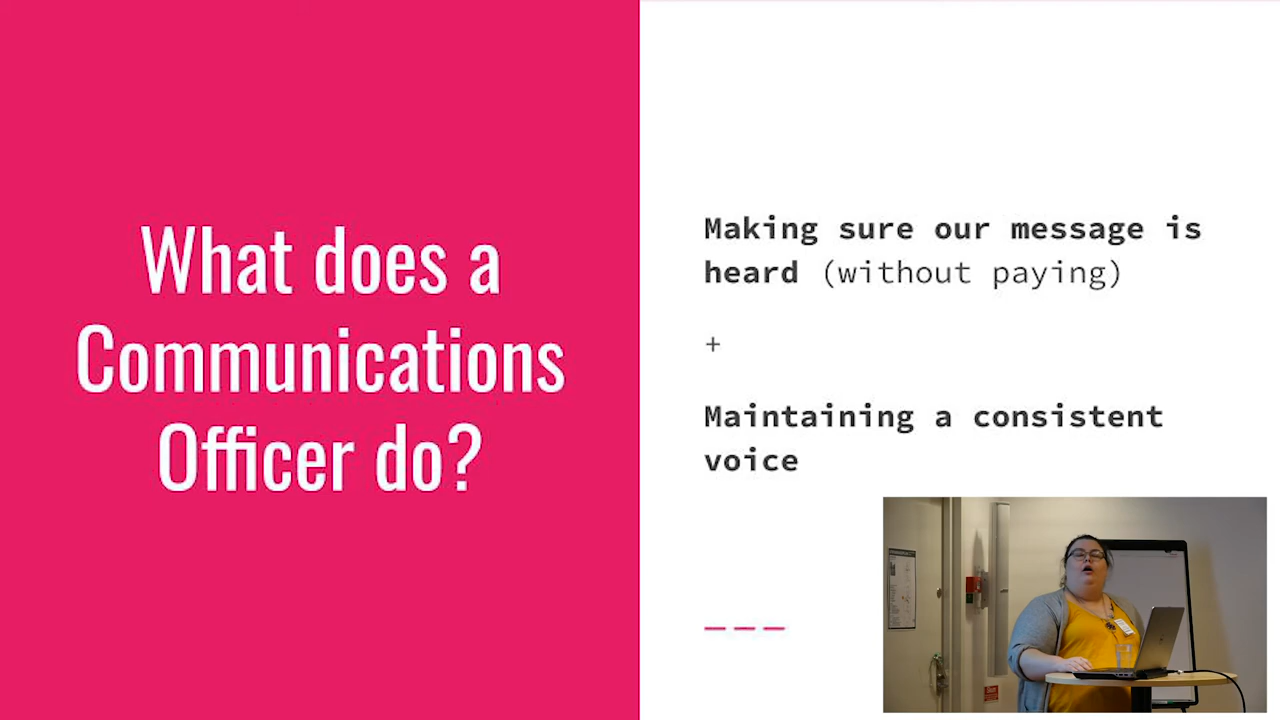 What does a
Communications
Officer do?
Making sure our message is
heard (without paying)
+
Maintaining a consistent
voice